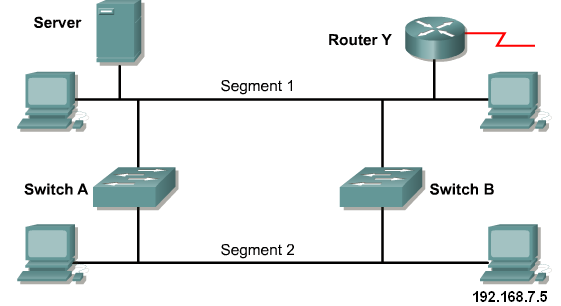 Server
Router Y
Segment 1
Switch A
Switch B
Segment 2
192.168.7.5